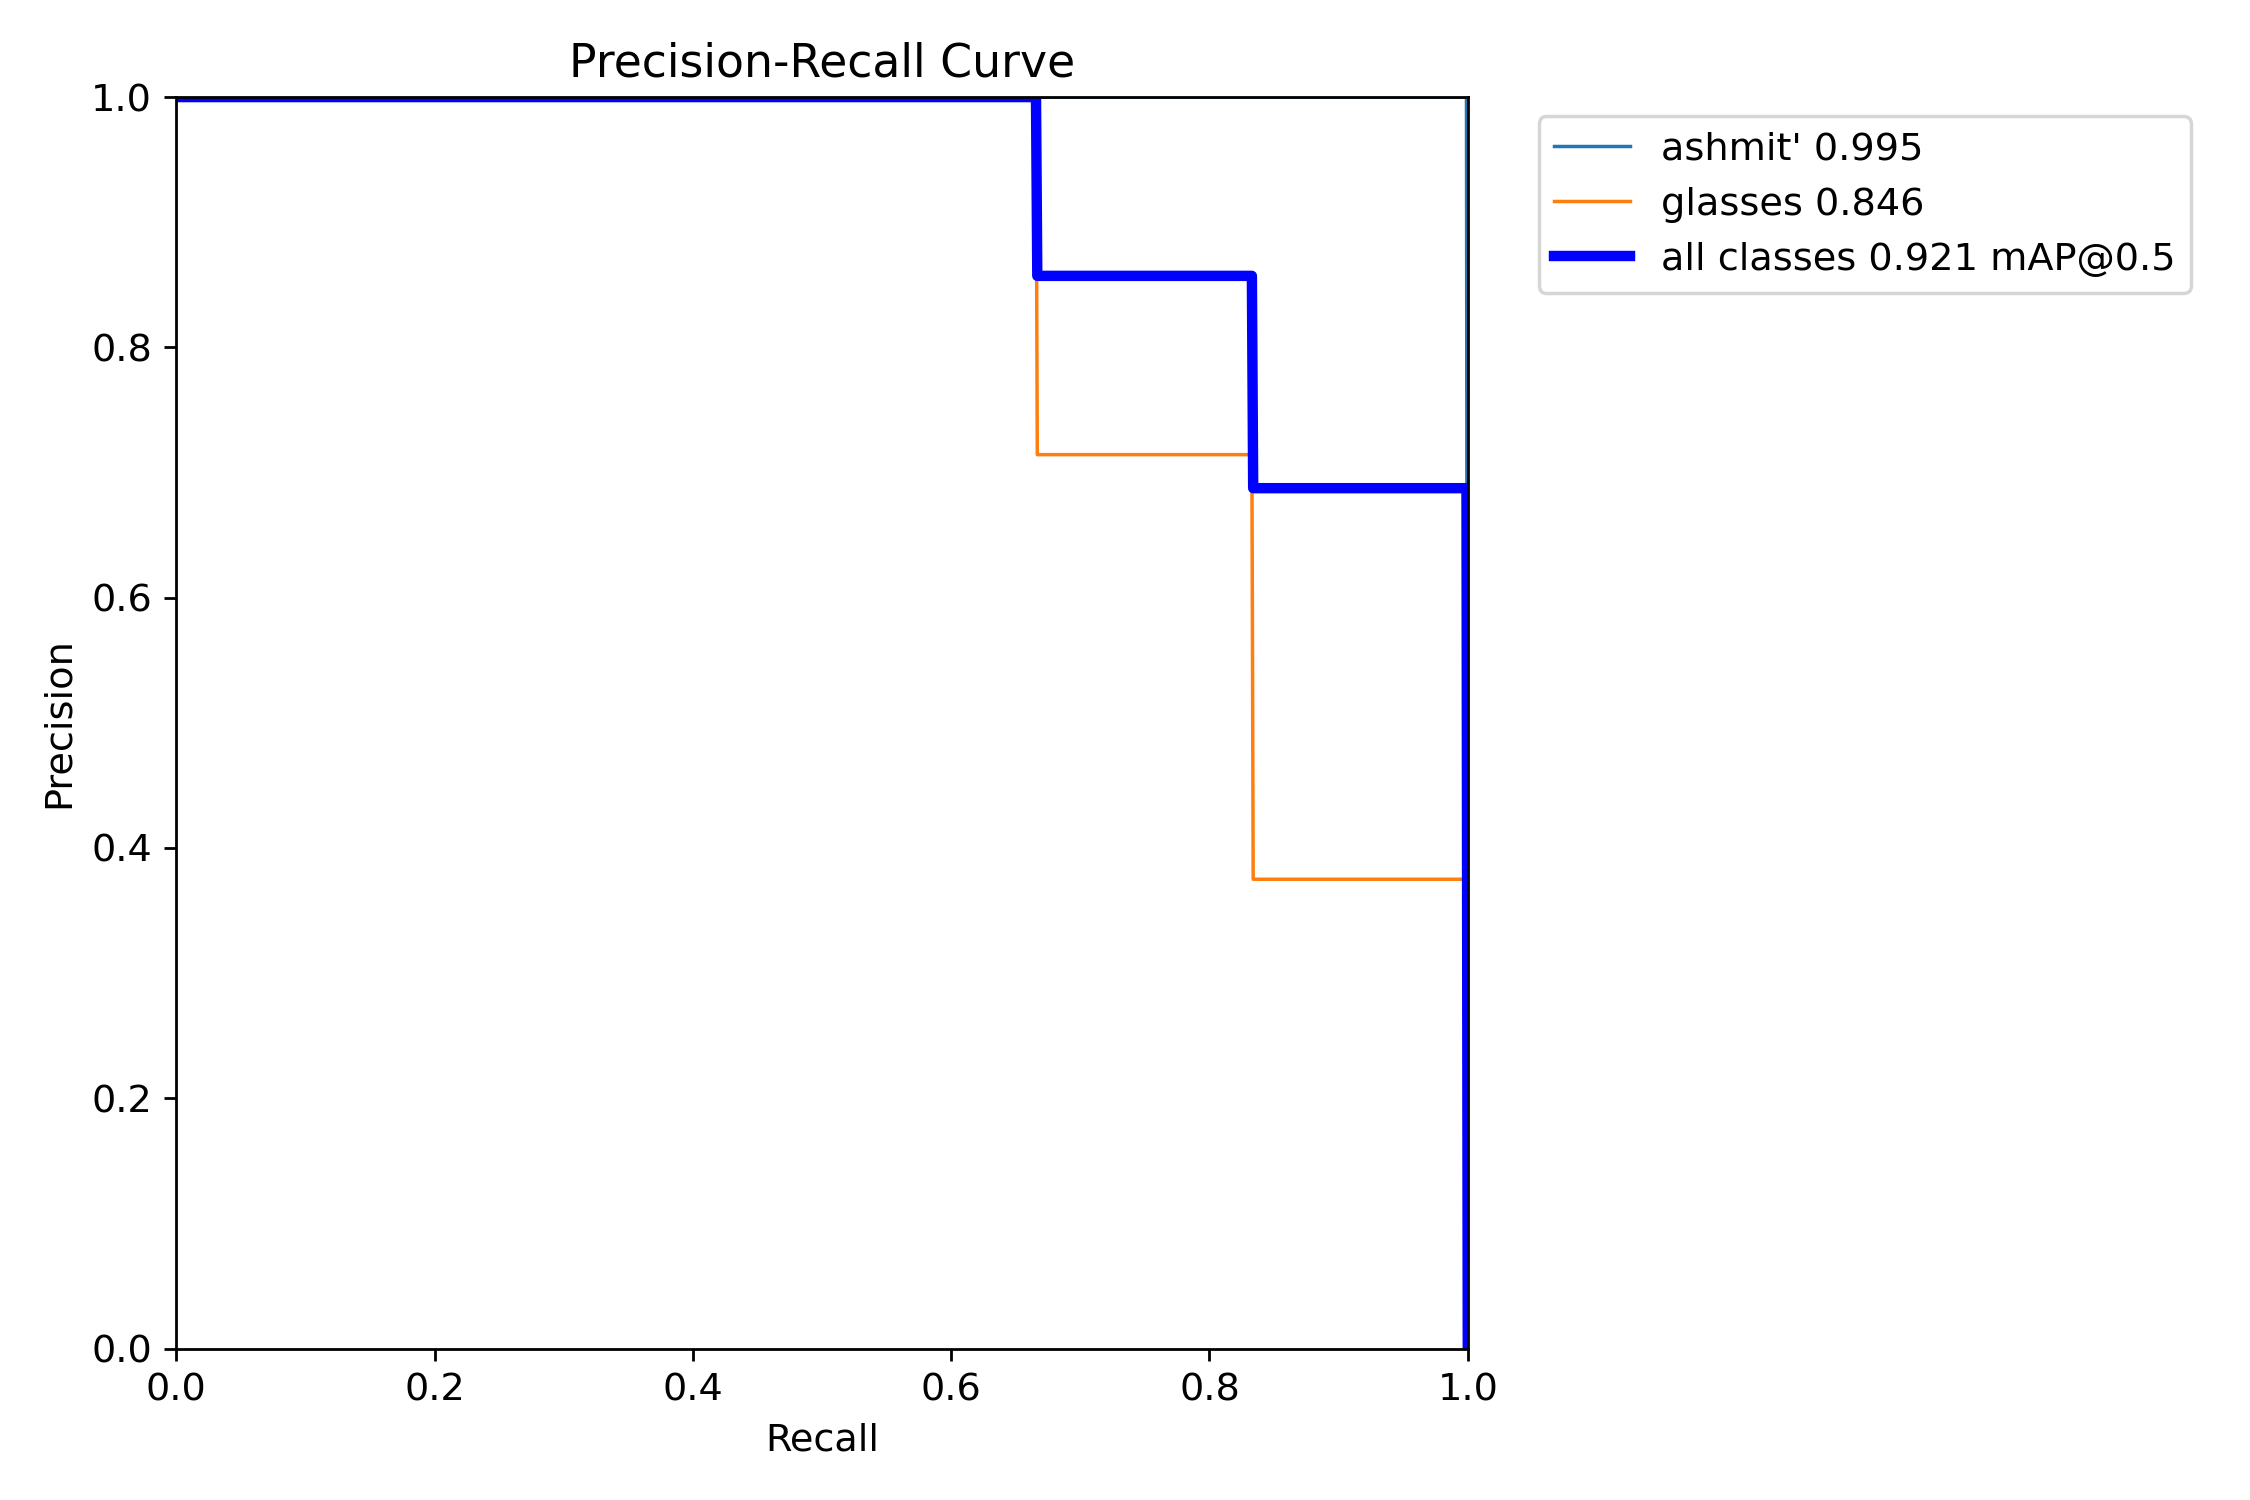 Precision-Recall Curve
1.0
0.8
0.6
0.4
0.2
0.0
Precision
0.0 0.2 0.4 0.6 0.8 1.0
Recall
ashmit' 0.995
glasses 0.846
all classes 0.921 mAP@0.5